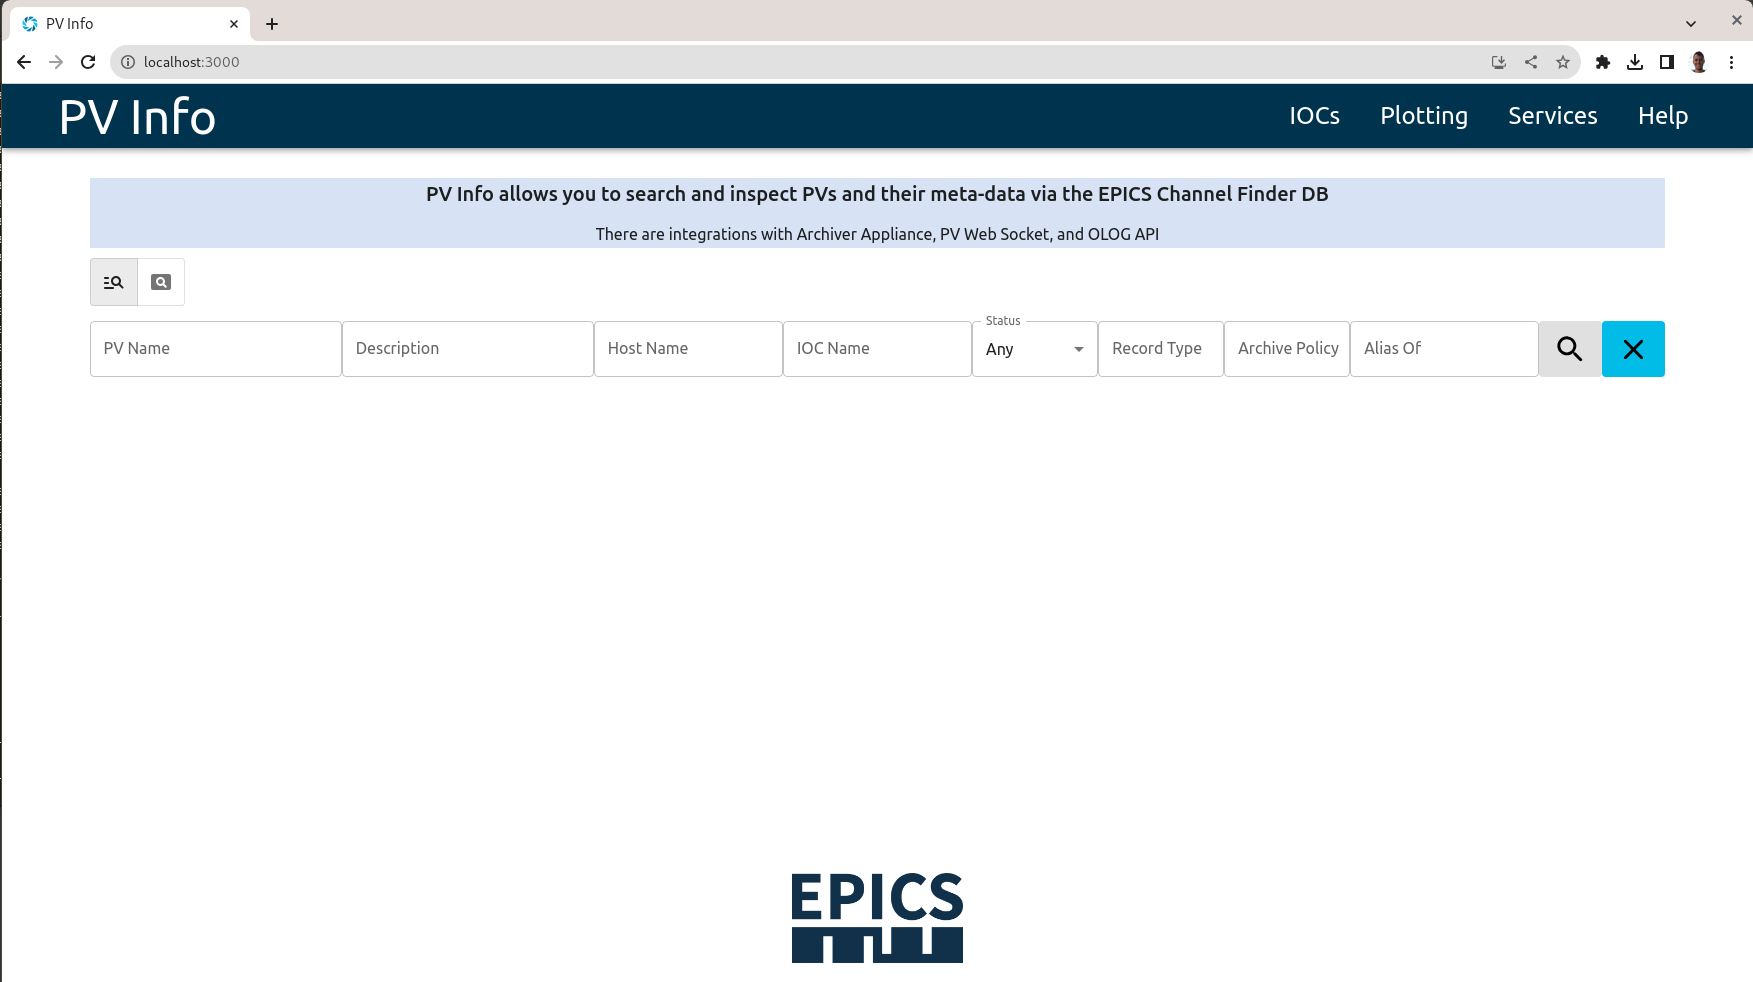 PV Info
localhost:3000
PV Info
IOCs Plotting Services Help
PV Info allows you to search and inspect PVs and their meta-data via the EPICS Channel Finder DB
There are integrations with Archiver Appliance, PV Web Socket, and OLOG API
Status
PV Name Description Host Name IOC Name Any Record Type Archive Policy Alias Of
EPICS